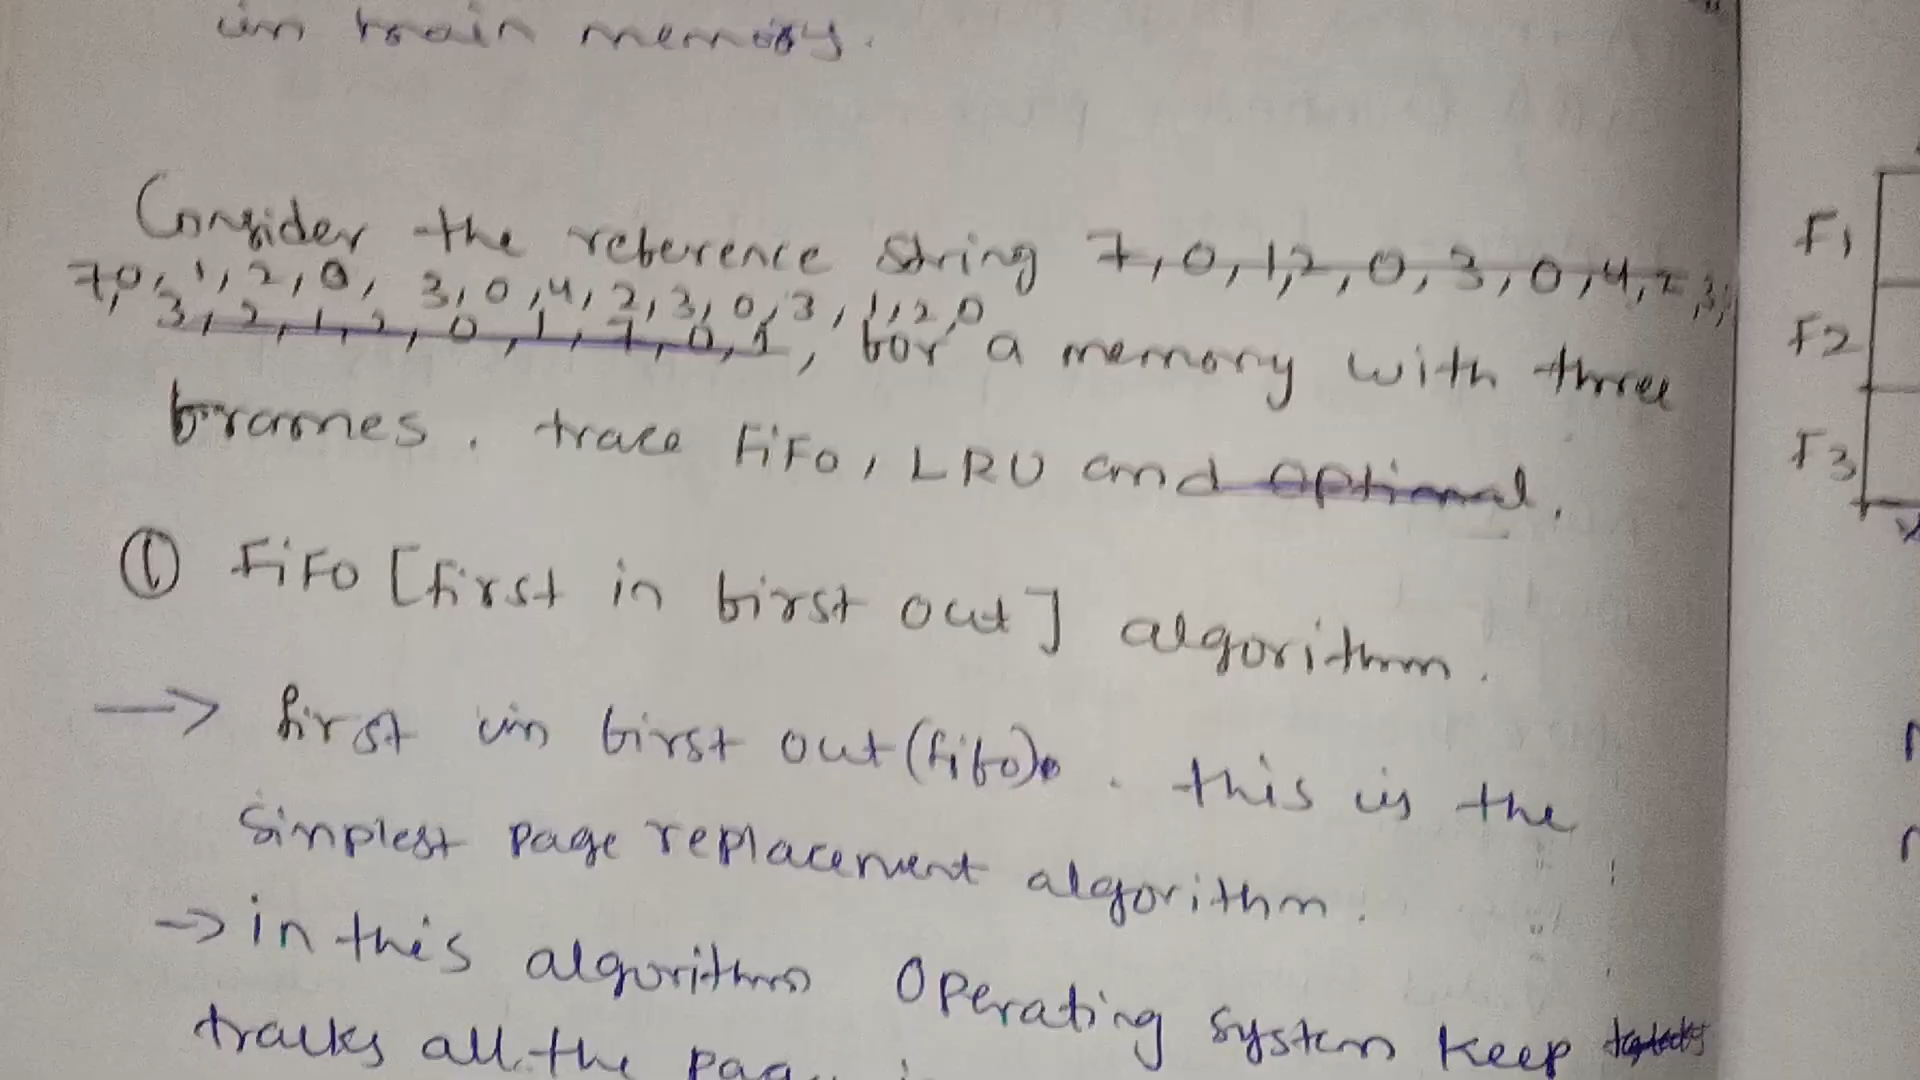 in main memory.
Consider the reference string 7,0,1,2,0,3,0,4,2,3,
7,0,1,2,0,3,0,4,2,3,0,3,1,2,0
3,2,1,2,0,1,7,0,1, for a memory with three
frames. trace FiFo, LRU and Optimal.
① FiFo [first in first out] algorithm.
→ first in first out (fifo). this is the
simplest page replacement algorithm.
→ in this algorithm Operating system keep
tracks all the
F1
F2
F3